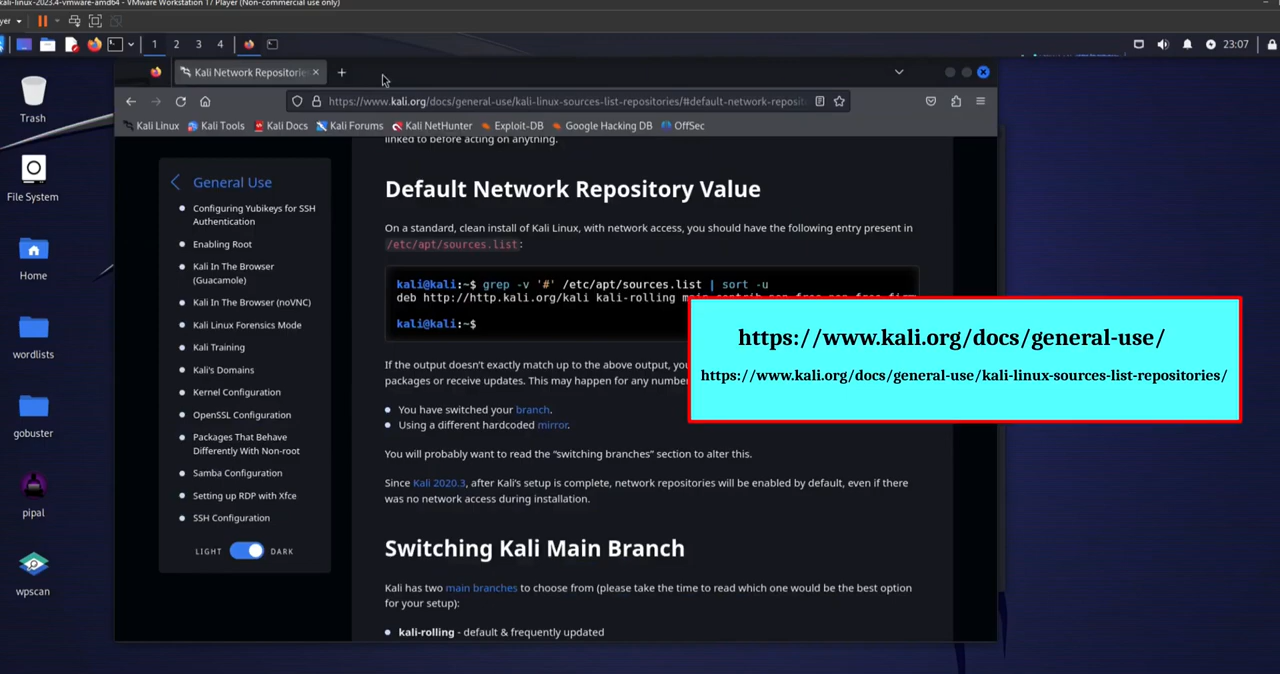 kali-linux-2023.4-vmware-amd64 - VMware Workstation 17 Player (Non-commercial use only)
1 2 3 4
23:07
Trash
File System
Home
wordlists
gobuster
pipal
wpscan
Kali Network Repositorie
https://www.kali.org/docs/general-use/kali-linux-sources-list-repositories/#default-network-reposit
Kali Linux Kali Tools Kali Docs Kali Forums Kali NetHunter Exploit-DB Google Hacking DB OffSec
General Use
Configuring Yubikeys for SSH
Authentication
Enabling Root
Kali In The Browser
(Guacamole)
Kali In The Browser (noVNC)
Kali Linux Forensics Mode
Kali Training
Kali's Domains
Kernel Configuration
OpenSSL Configuration
Packages That Behave
Differently With Non-root
Samba Configuration
Setting up RDP with Xfce
SSH Configuration
LIGHT DARK
linked to before acting on anything.
Default Network Repository Value
On a standard, clean install of Kali Linux, with network access, you should have the following entry present in
/etc/apt/sources.list:
kali@kali:~$ grep -v '#' /etc/apt/sources.list | sort -u
deb http://http.kali.org/kali kali-rolling
kali@kali:~$
If the output doesn't exactly match up to the above output,
packages or receive updates. This may happen for any
You have switched your branch.
Using a different hardcoded mirror.
You will probably want to read the “switching branches” section to alter this.
Since Kali 2020.3, after Kali's setup is complete, network repositories will be enabled by default, even if there
was no network access during installation.
Switching Kali Main Branch
Kali has two main branches to choose from (please take the time to read which one would be the best option
for your setup):
kali-rolling - default & frequently updated
https://www.kali.org/docs/general-use/
https://www.kali.org/docs/general-use/kali-linux-sources-list-repositories/